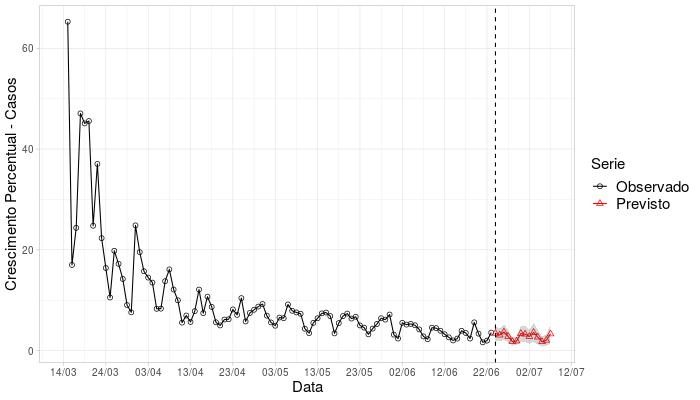 Crescimento Percentual - Casos
60
40
20
0
14/03 24/03 03/04 13/04 23/04 03/05 13/05 23/05 02/06 12/06 22/06 02/07 12/07
Data
Serie
Observado
Previsto